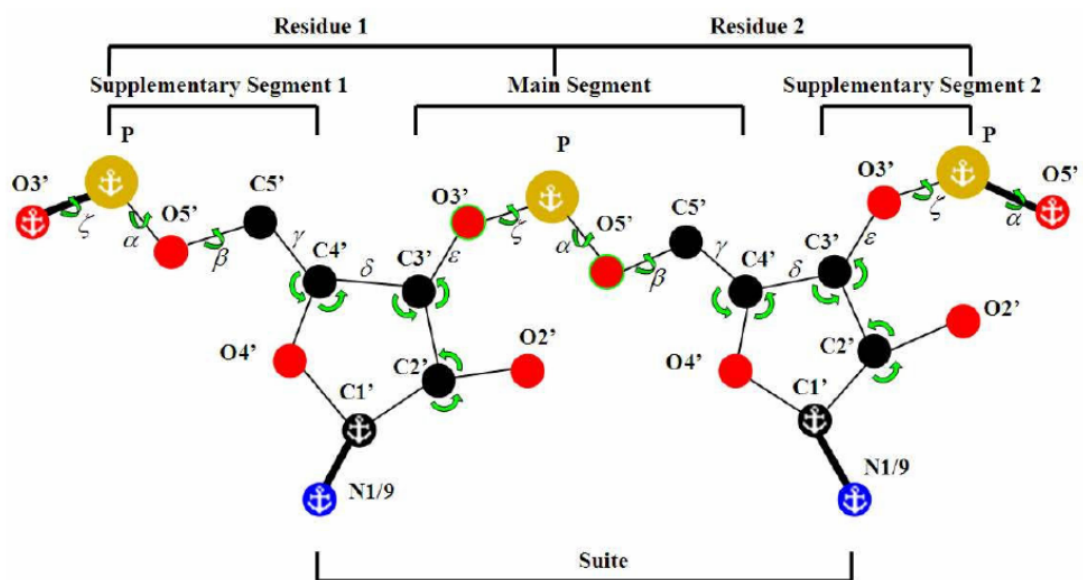 Residue 1 Residue 2
Supplementary Segment 1 Main Segment Supplementary Segment 2
P P P
O3' C5' O3' C5' O3' O5'
ζ α O5' β γ C4' δ C3' ε ζ α O5' β γ C4' δ C3' ε ζ α
O4' C2' O2' O4' C2' O2'
C1' C1'
N1/9 N1/9
Suite